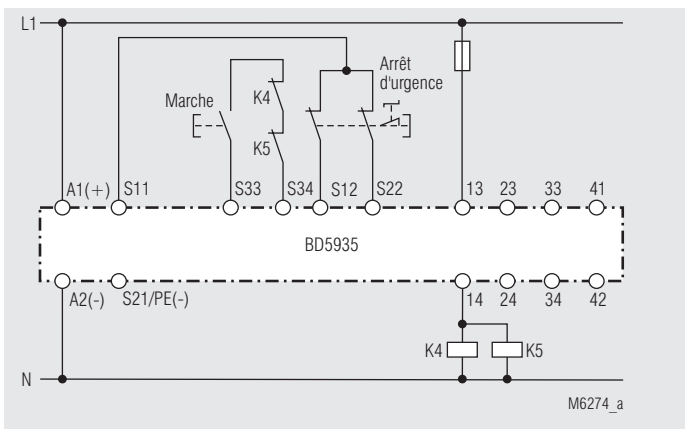 L1
Arrêt
d'urgence
Marche
K4
K5
A1(+) S11 S33 S34 S12 S22 13 23 33 41
BD5935
A2(-) S21/PE(-) 14 24 34 42
K4 K5
N
M6274_a